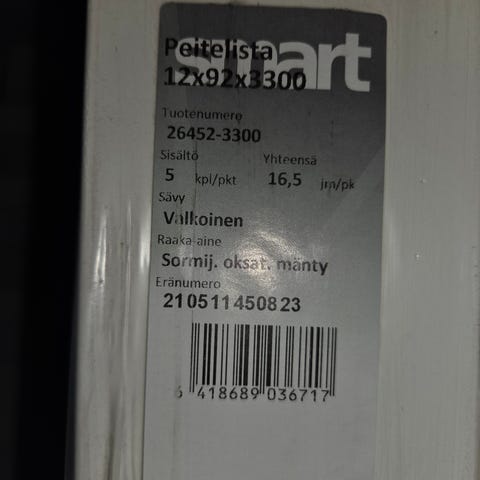 smart
Peitelista
12x92x3300
Tuotenumero
26452-3300
Sisältö Yhteensä
5 kpl/pkt 16,5 jm/pk
Sävy
Valkoinen
Raaka-aine
Sormij. oksat. mänty
Eränumero
210511450823
6 418689 036717